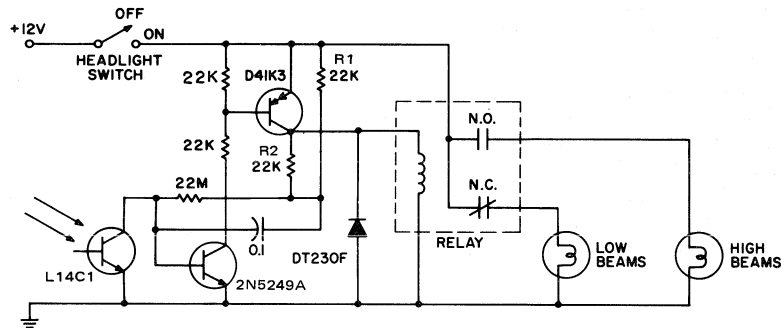 OFF
+12V
ON
HEADLIGHT
SWITCH
22K
D41K3
R1
22K
22K
R2
22K
N.O.
22M
N.C.
0.1
DT230F
RELAY
L14C1
2N5249A
LOW
BEAMS
HIGH
BEAMS